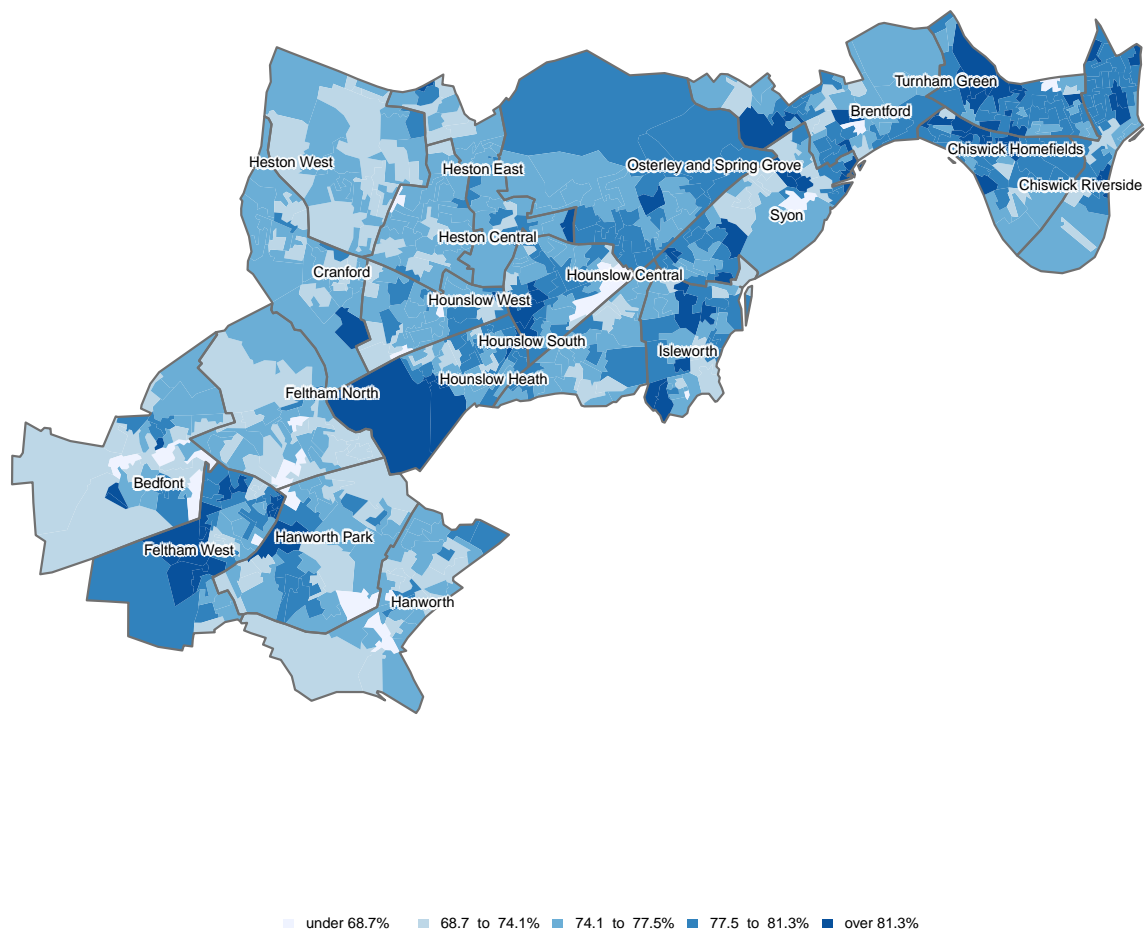 Turnham Green
Brentford
Chiswick Homefields
Heston West
Heston East
Osterley and Spring Grove
Chiswick Riverside
Syon
Heston Central
Cranford
Hounslow Central
Hounslow West
Hounslow South
Isleworth
Hounslow Heath
Feltham North
Bedfont
Hanworth Park
Feltham West
Hanworth
under 68.7% 68.7 to 74.1% 74.1 to 77.5% 77.5 to 81.3% over 81.3%